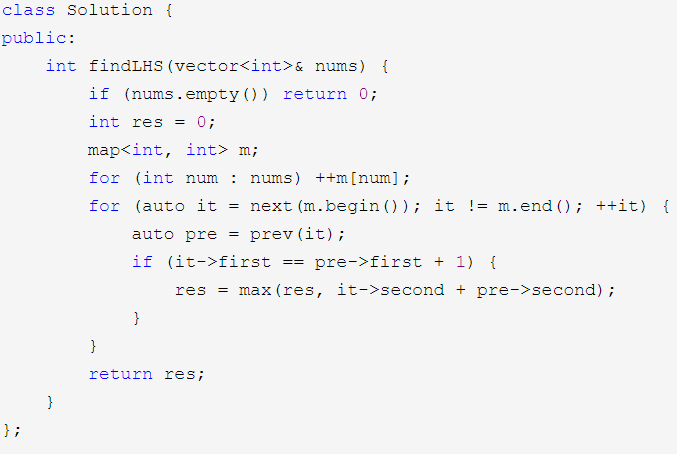 class Solution {
public:
    int findLHS(vector<int>& nums) {
        if (nums.empty()) return 0;
        int res = 0;
        map<int, int> m;
        for (int num : nums) ++m[num];
        for (auto it = next(m.begin()); it != m.end(); ++it) {
            auto pre = prev(it);
            if (it->first == pre->first + 1) {
                res = max(res, it->second + pre->second);
            }
        }
        return res;
    }
};